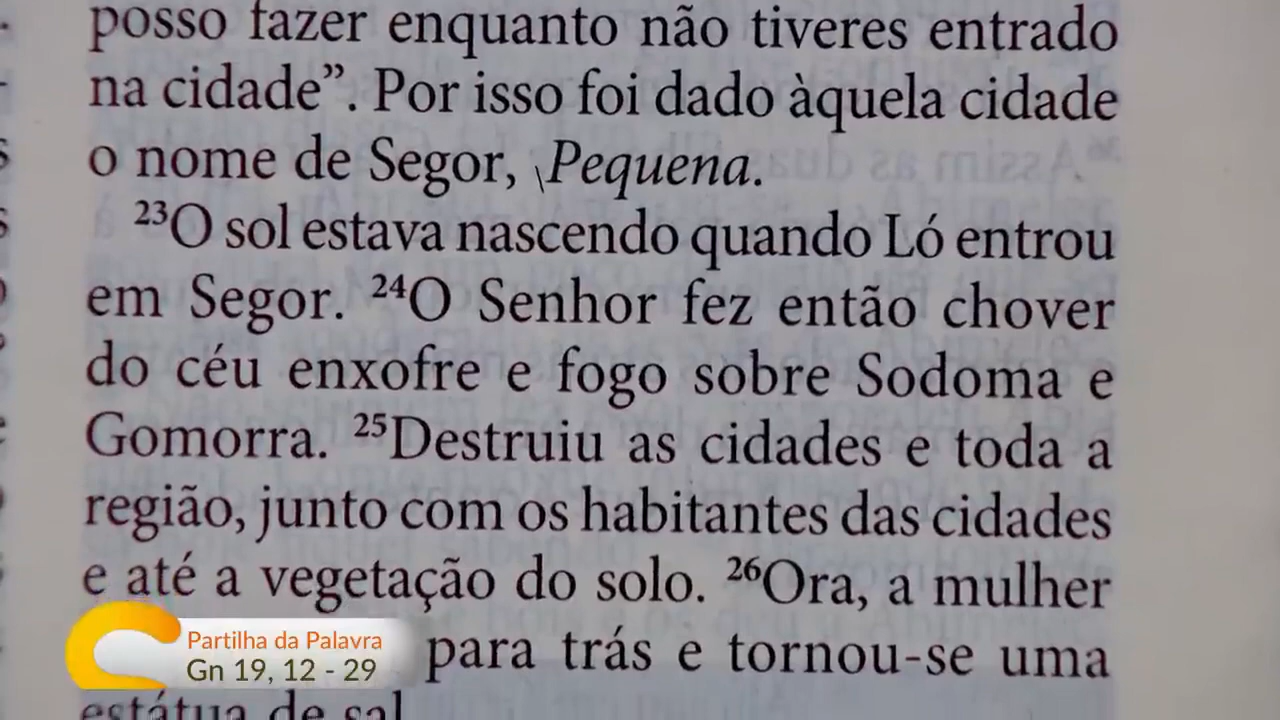 posso fazer enquanto não tiveres entrado
na cidade”. Por isso foi dado àquela cidade
o nome de Segor, \Pequena.
²³O sol estava nascendo quando Ló entrou
em Segor. ²⁴O Senhor fez então chover
do céu enxofre e fogo sobre Sodoma e
Gomorra. ²⁵Destruiu as cidades e toda a
região, junto com os habitantes das cidades
e até a vegetação do solo. ²⁶Ora, a mulher
para trás e tornou-se uma
estátua de sal
Partilha da Palavra
Gn 19, 12 - 29